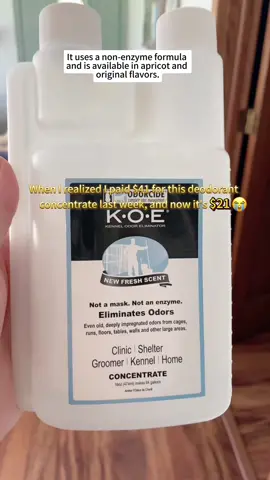 It uses a non-enzyme formula
and is available in apricot and
original flavors.
ODORCIDE
When I realized I paid $41 for this deodorant
concentrate last week, and now it's $21 😭
K·O·E
KENNEL ODOR ELIMINATOR
NEW FRESH SCENT
Not a mask. Not an enzyme.
Eliminates Odors
Even old, deeply impregnated odors from cages,
runs, floors, tables, walls and other large areas.
Clinic | Shelter
Groomer | Kennel | Home
CONCENTRATE